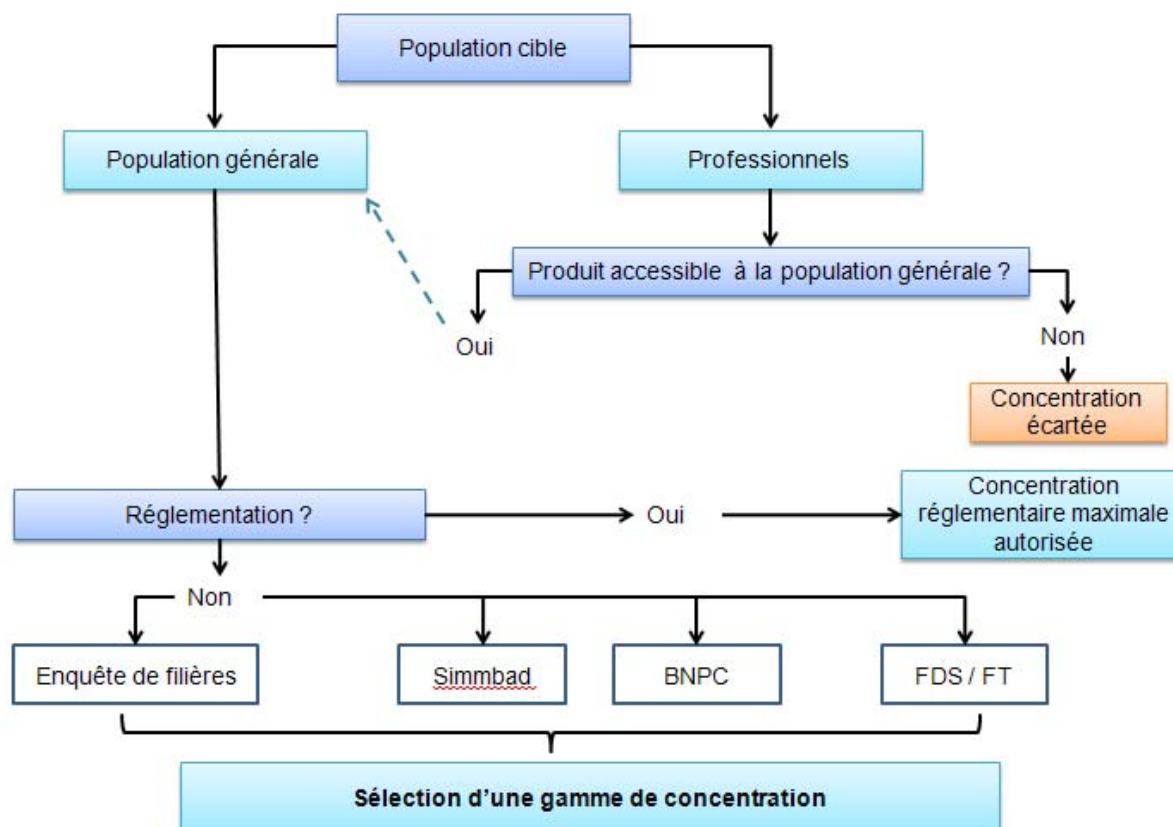 Population cible
Population générale
Professionnels
Produit accessible à la population générale ?
Oui
Non
Concentration
écartée
Réglementation ?
Oui
Concentration
réglementaire maximale
autorisée
Non
Enquête de filières
Simmbad
BNPC
FDS / FT
Sélection d'une gamme de concentration